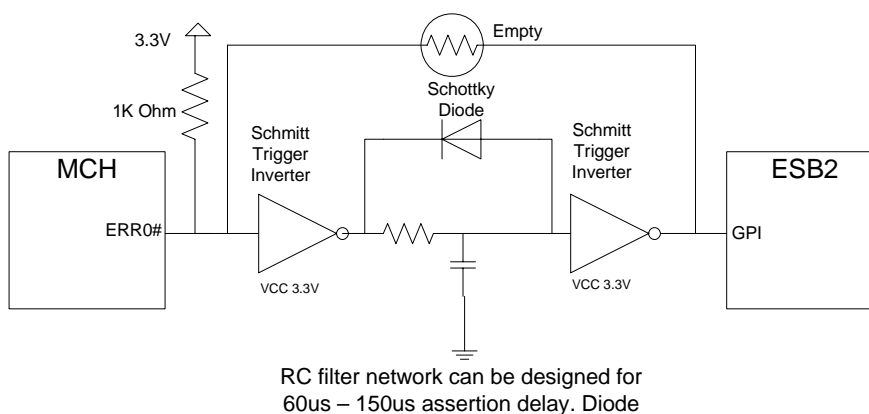 3.3V
Empty
Schottky
Diode
1K Ohm
Schmitt
Trigger
Inverter
Schmitt
Trigger
Inverter
MCH
ESB2
ERR0#
GPI
VCC 3.3V
VCC 3.3V
RC filter network can be designed for
60us – 150us assertion delay. Diode